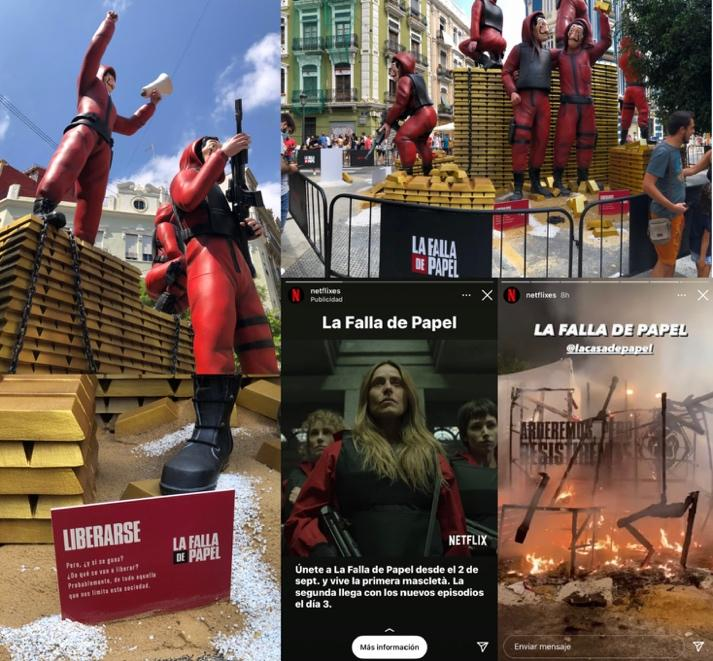 LA FALLA
DE PAPEL
LIBERARSE
Pero, ¿y si se gana?
¿De qué se va a liberar?
Probablemente, de todo aquello
que nos limita esta sociedad.
LA FALLA
DE PAPEL
netflixes
Publicidad
La Falla de Papel
NETFLIX
Únete a La Falla de Papel desde el 2 de
sept. y vive la primera mascletà. La
segunda llega con los nuevos episodios
el día 3.
Más información
netflixes 8h
LA FALLA DE PAPEL
@lacasadepapel
ARDEREMOS, PERO
RESISTIREMOS
Enviar mensaje